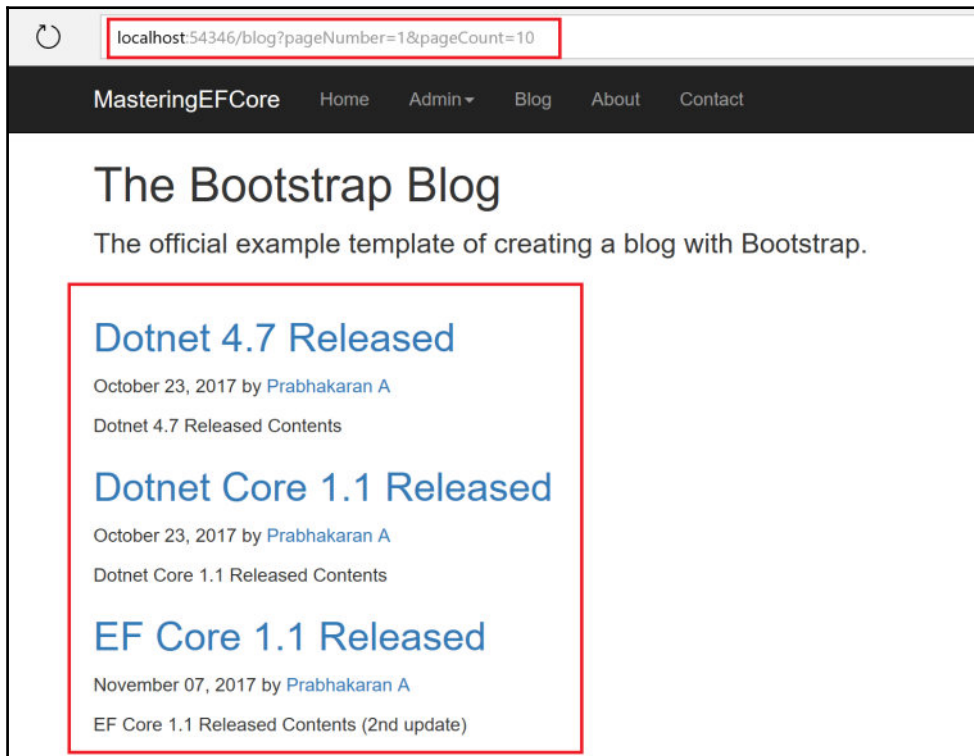 localhost:54346/blog?pageNumber=1&pageCount=10
MasteringEFCore Home Admin Blog About Contact
The Bootstrap Blog
The official example template of creating a blog with Bootstrap.
Dotnet 4.7 Released
October 23, 2017 by Prabhakaran A
Dotnet 4.7 Released Contents
Dotnet Core 1.1 Released
October 23, 2017 by Prabhakaran A
Dotnet Core 1.1 Released Contents
EF Core 1.1 Released
November 07, 2017 by Prabhakaran A
EF Core 1.1 Released Contents (2nd update)